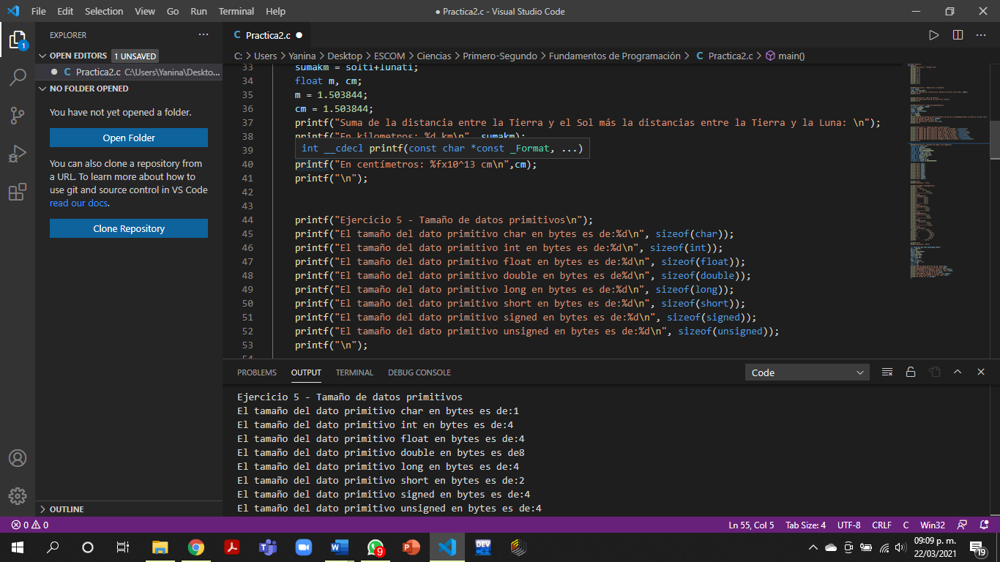 File Edit Selection View Go Run Terminal Help
● Practica2.c - Visual Studio Code
EXPLORER
OPEN EDITORS 1 UNSAVED
C Practica2.c C:\Users\Yanina\Deskto...
NO FOLDER OPENED
You have not yet opened a folder.
Open Folder
You can also clone a repository from
a URL. To learn more about how to
use git and source control in VS Code
read our docs.
Clone Repository
OUTLINE
1
C Practica2.c ●
C: > Users > Yanina > Desktop > ESCOM > Ciencias > Primero-Segundo > Fundamentos de Programación > C Practica2.c > main()
33 sumakm = solti+lunati;
34 float m, cm;
35 m = 1.503844;
36 cm = 1.503844;
37 printf("Suma de la distancia entre la Tierra y el Sol más la distancias entre la Tierra y la Luna: \n");
38 printf("En kilometros: %d km\n", sumakm);
39 int __cdecl printf(const char *const _Format, ...)
40 printf("En centímetros: %fx10^13 cm\n",cm);
41 printf("\n");
42
43
44 printf("Ejercicio 5 - Tamaño de datos primitivos\n");
45 printf("El tamaño del dato primitivo char en bytes es de:%d\n", sizeof(char));
46 printf("El tamaño del dato primitivo int en bytes es de:%d\n", sizeof(int));
47 printf("El tamaño del dato primitivo float en bytes es de:%d\n", sizeof(float));
48 printf("El tamaño del dato primitivo double en bytes es de%d\n", sizeof(double));
49 printf("El tamaño del dato primitivo long en bytes es de:%d\n", sizeof(long));
50 printf("El tamaño del dato primitivo short en bytes es de:%d\n", sizeof(short));
51 printf("El tamaño del dato primitivo signed en bytes es de:%d\n", sizeof(signed));
52 printf("El tamaño del dato primitivo unsigned en bytes es de:%d\n", sizeof(unsigned));
53 printf("\n");
54
PROBLEMS OUTPUT TERMINAL DEBUG CONSOLE
Code
Ejercicio 5 - Tamaño de datos primitivos
El tamaño del dato primitivo char en bytes es de:1
El tamaño del dato primitivo int en bytes es de:4
El tamaño del dato primitivo float en bytes es de:4
El tamaño del dato primitivo double en bytes es de8
El tamaño del dato primitivo long en bytes es de:4
El tamaño del dato primitivo short en bytes es de:2
El tamaño del dato primitivo signed en bytes es de:4
El tamaño del dato primitivo unsigned en bytes es de:4
0 0
Ln 55, Col 5 Tab Size: 4 UTF-8 CRLF C Win32
9
DEV
09:09 p. m.
22/03/2021
19